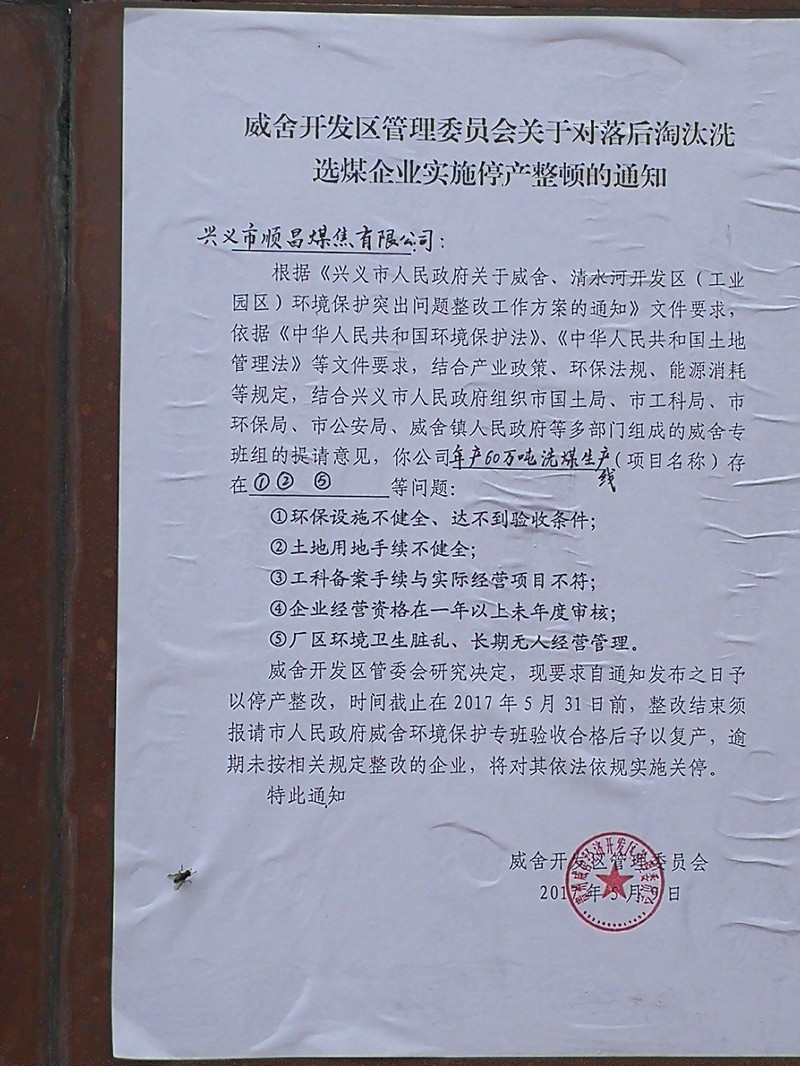 威舍开发区管理委员会关于对落后淘汰洗
选煤企业实施停产整顿的通知
兴义市顺昌煤焦有限公司：
根据《兴义市人民政府关于威舍、清水河开发区（工业
园区）环境保护突出问题整改工作方案的通知》文件要求，
依据《中华人民共和国环境保护法》、《中华人民共和国土地
管理法》等文件要求，结合产业政策、环保法规、能源消耗
等规定，结合兴义市人民政府组织市国土局、市工科局、市
环保局、市公安局、威舍镇人民政府等多部门组成的威舍专
班组的提请意见，你公司年产60万吨洗煤生产线（项目名称）存
在①② ⑤等问题：
①环保设施不健全、达不到验收条件；
②土地用地手续不健全；
③工科备案手续与实际经营项目不符；
④企业经营资格在一年以上未年度审核；
⑤厂区环境卫生脏乱、长期无人经营管理。
威舍开发区管委会研究决定，现要求自通知发布之日予
以停产整改，时间截止在2017年5月31日前，整改结束须
报请市人民政府威舍环境保护专班验收合格后予以复产，逾
期未按相关规定整改的企业，将对其依法依规实施关停。
特此通知
威舍开发区管理委员会
2017年5月 日